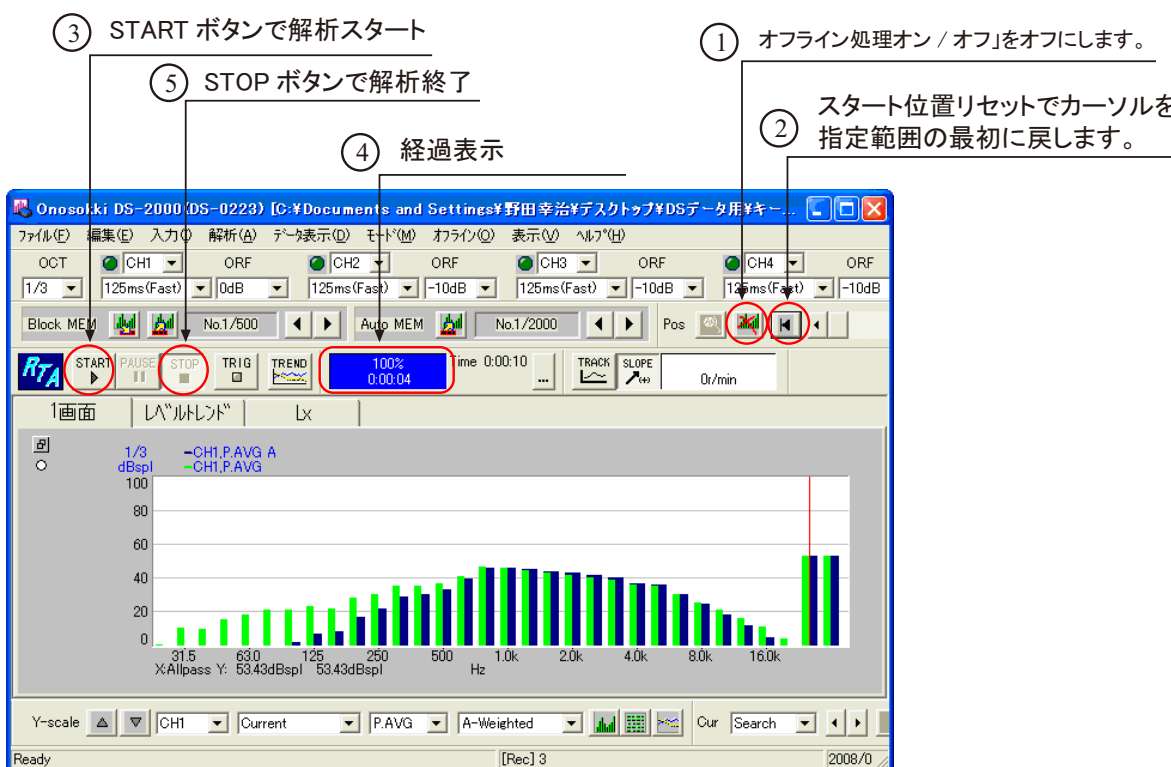 ③ START ボタンで解析スタート
① オフライン処理オン / オフ」をオフにします。
⑤ STOP ボタンで解析終了
② スタート位置リセットでカーソルを
指定範囲の最初に戻します。
④ 経過表示
Onosokki DS-2000(DS-0223) [C:¥Documents and Settings¥野田幸治¥デスクトップ¥DSデータ用¥キー...
ファイル(F) 編集(E) 入力(I) 解析(A) データ表示(D) モード(M) オフライン(O) 表示(V) ヘルプ(H)
OCT CH1 ORF CH2 ORF CH3 ORF CH4 ORF
1/3 125ms(Fast) 0dB 125ms(Fast) -10dB 125ms(Fast) -10dB 125ms(Fast) -10dB
Block MEM No.1/500 Auto MEM No.1/2000 Pos
RTA START PAUSE STOP TRIG TREND 100% Time 0:00:10 ... TRACK SLOPE
0:00:04 (+) 0r/min
1画面 レベルトレンド Lx
1/3 CH1,P.AVG A
dBspl CH1,P.AVG
100
80
60
40
20
0
31.5 63.0 125 250 500 1.0k 2.0k 4.0k 8.0k 16.0k
X:Allpass Y: 53.43dBspl 53.43dBspl Hz
Y-scale CH1 Current P.AVG A-Weighted Cur Search
Ready [Rec] 3 2008/0